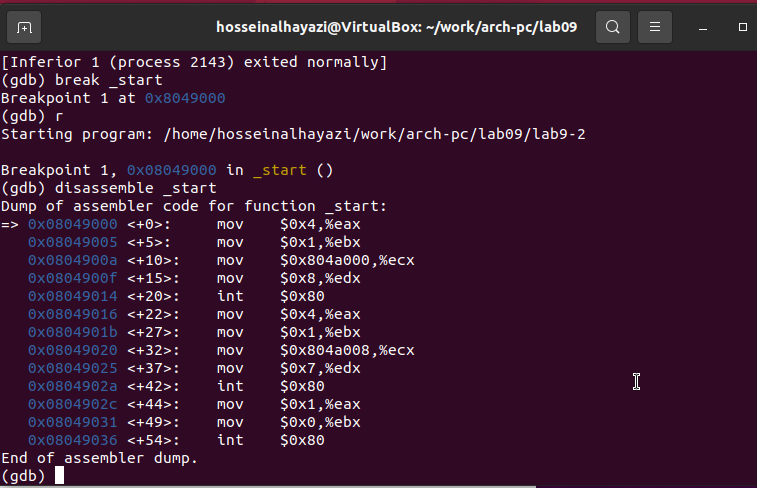 hosseinalhayazi@VirtualBox: ~/work/arch-pc/lab09
[Inferior 1 (process 2143) exited normally]
(gdb) break _start
Breakpoint 1 at 0x8049000
(gdb) r
Starting program: /home/hosseinalhayazi/work/arch-pc/lab09/lab9-2
Breakpoint 1, 0x08049000 in _start ()
(gdb) disassemble _start
Dump of assembler code for function _start:
=> 0x08049000 <+0>:     mov    $0x4,%eax
   0x08049005 <+5>:     mov    $0x1,%ebx
   0x0804900a <+10>:    mov    $0x804a000,%ecx
   0x0804900f <+15>:    mov    $0x8,%edx
   0x08049014 <+20>:    int    $0x80
   0x08049016 <+22>:    mov    $0x4,%eax
   0x0804901b <+27>:    mov    $0x1,%ebx
   0x08049020 <+32>:    mov    $0x804a008,%ecx
   0x08049025 <+37>:    mov    $0x7,%edx
   0x0804902a <+42>:    int    $0x80
   0x0804902c <+44>:    mov    $0x1,%eax
   0x08049031 <+49>:    mov    $0x0,%ebx
   0x08049036 <+54>:    int    $0x80
End of assembler dump.
(gdb)